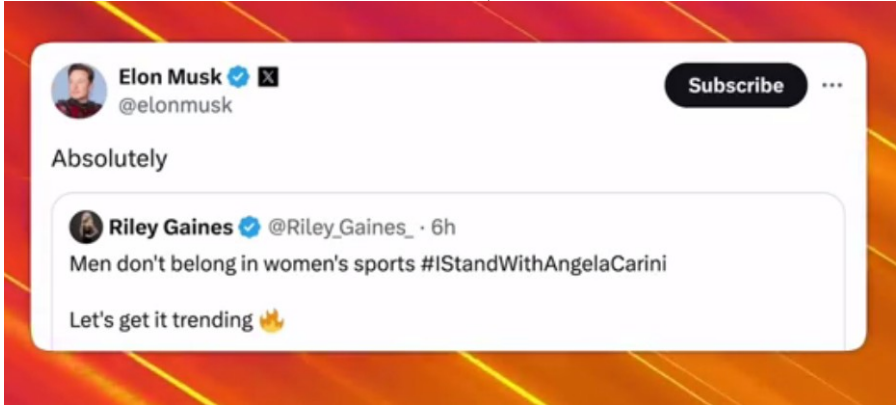 Elon Musk
@elonmusk
Subscribe
Absolutely
Riley Gaines @Riley_Gaines_ · 6h
Men don't belong in women's sports #IStandWithAngelaCarini
Let's get it trending 🔥